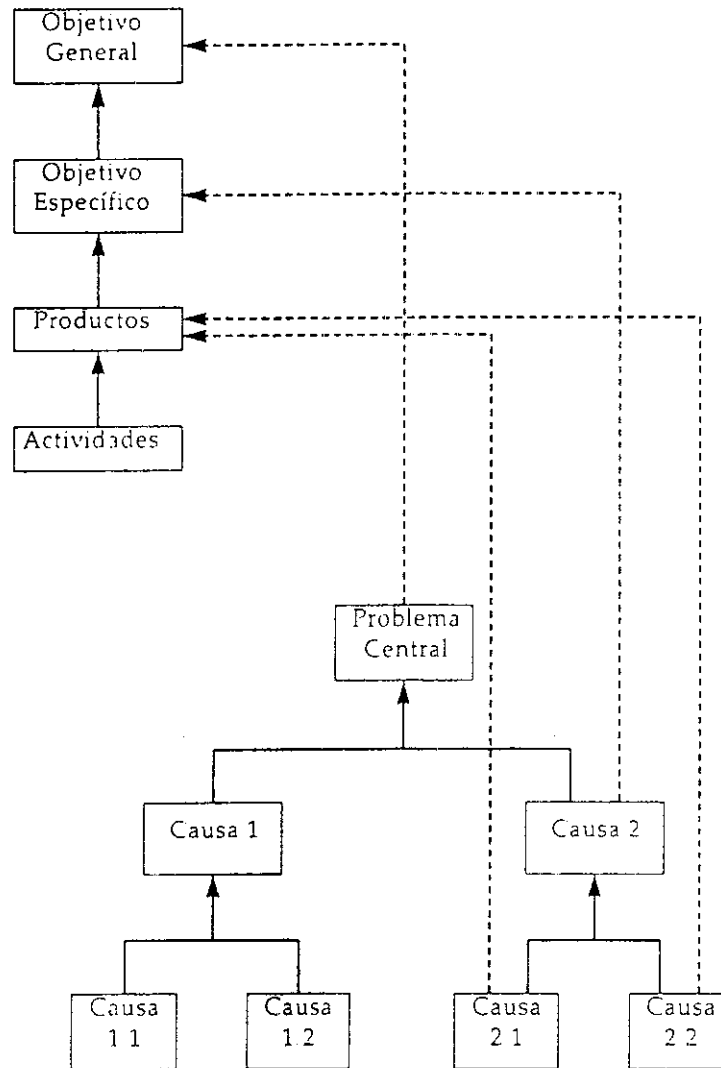 Objetivo
General
Objetivo
Específico
Productos
Actividades
Problema
Central
Causa 1
Causa 2
Causa
1.1
Causa
1.2
Causa
2.1
Causa
2.2